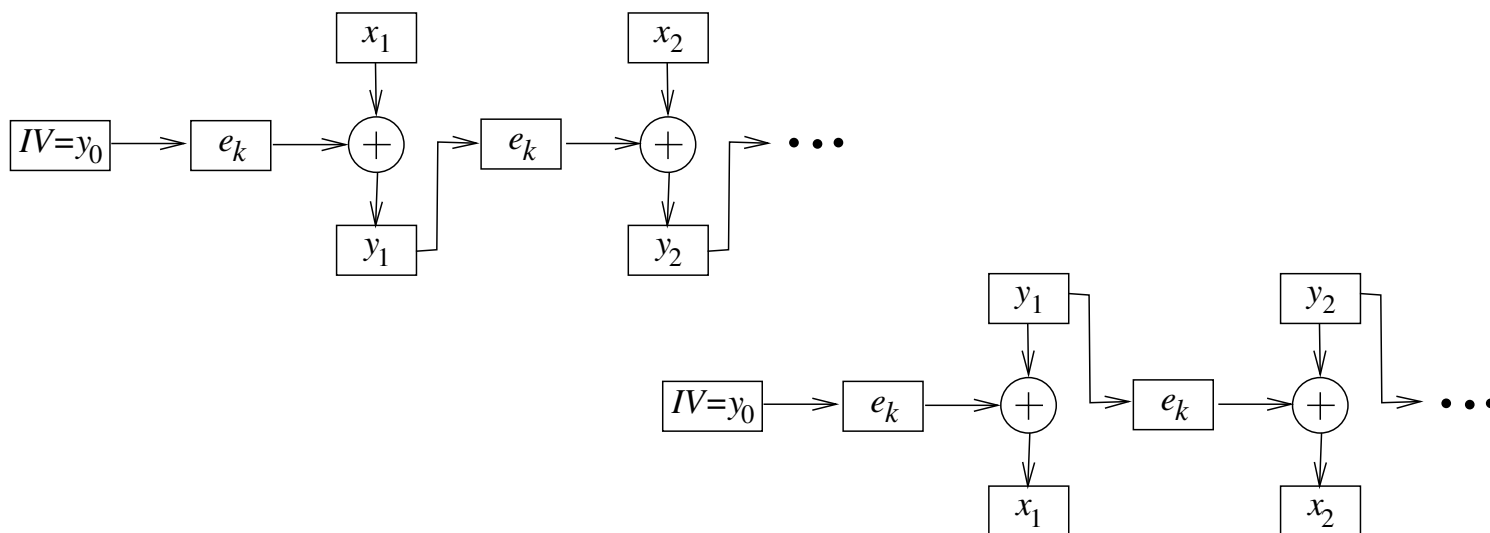 x₁ x₂
IV=y₀ eₖ + eₖ + •••
y₁ y₂
y₁ y₂
IV=y₀ eₖ + eₖ + •••
x₁ x₂